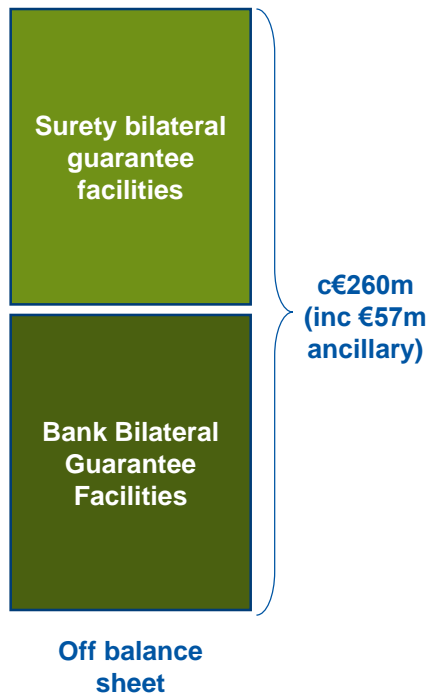 Surety bilateral
guarantee
facilities
c€260m
(inc €57m
ancillary)
Bank Bilateral
Guarantee
Facilities
Off balance
sheet